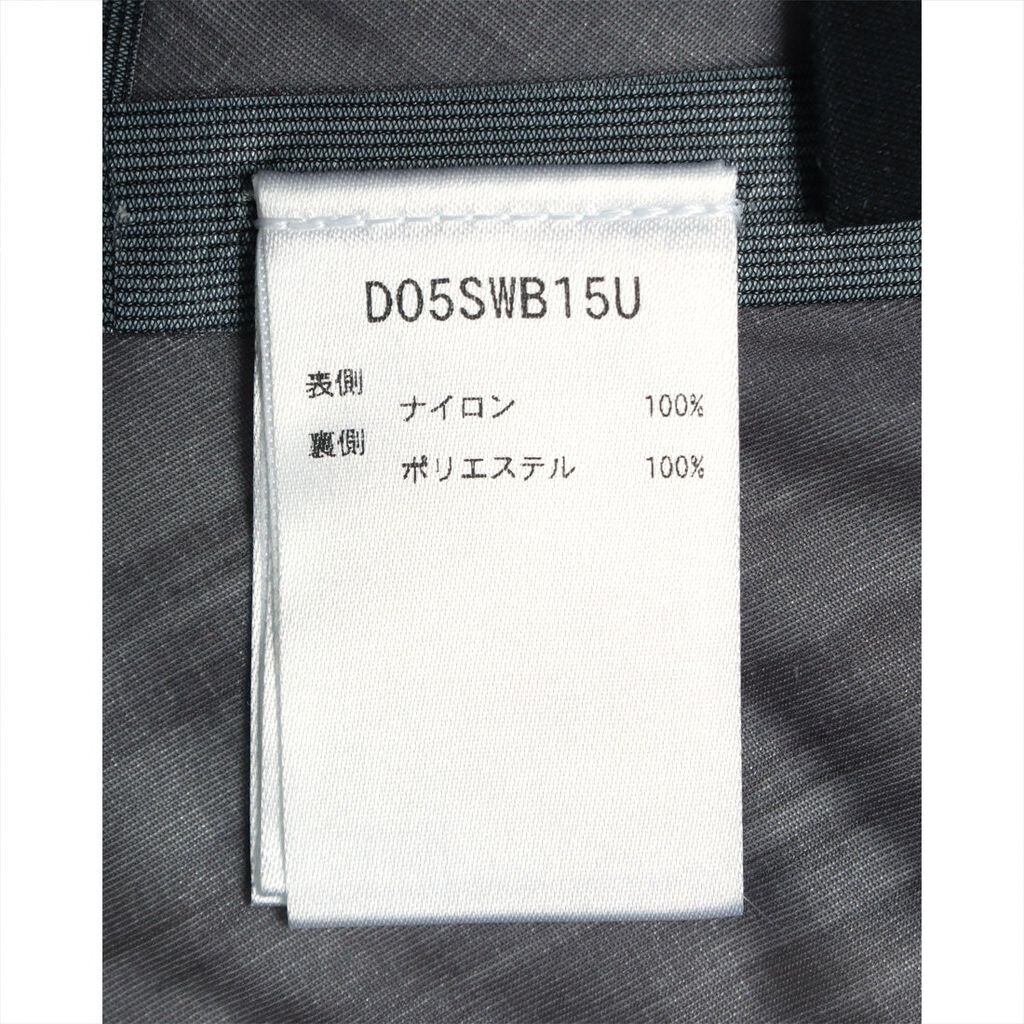 D05SWB15U
表側
ナイロン 100%
裏側
ポリエステル 100%